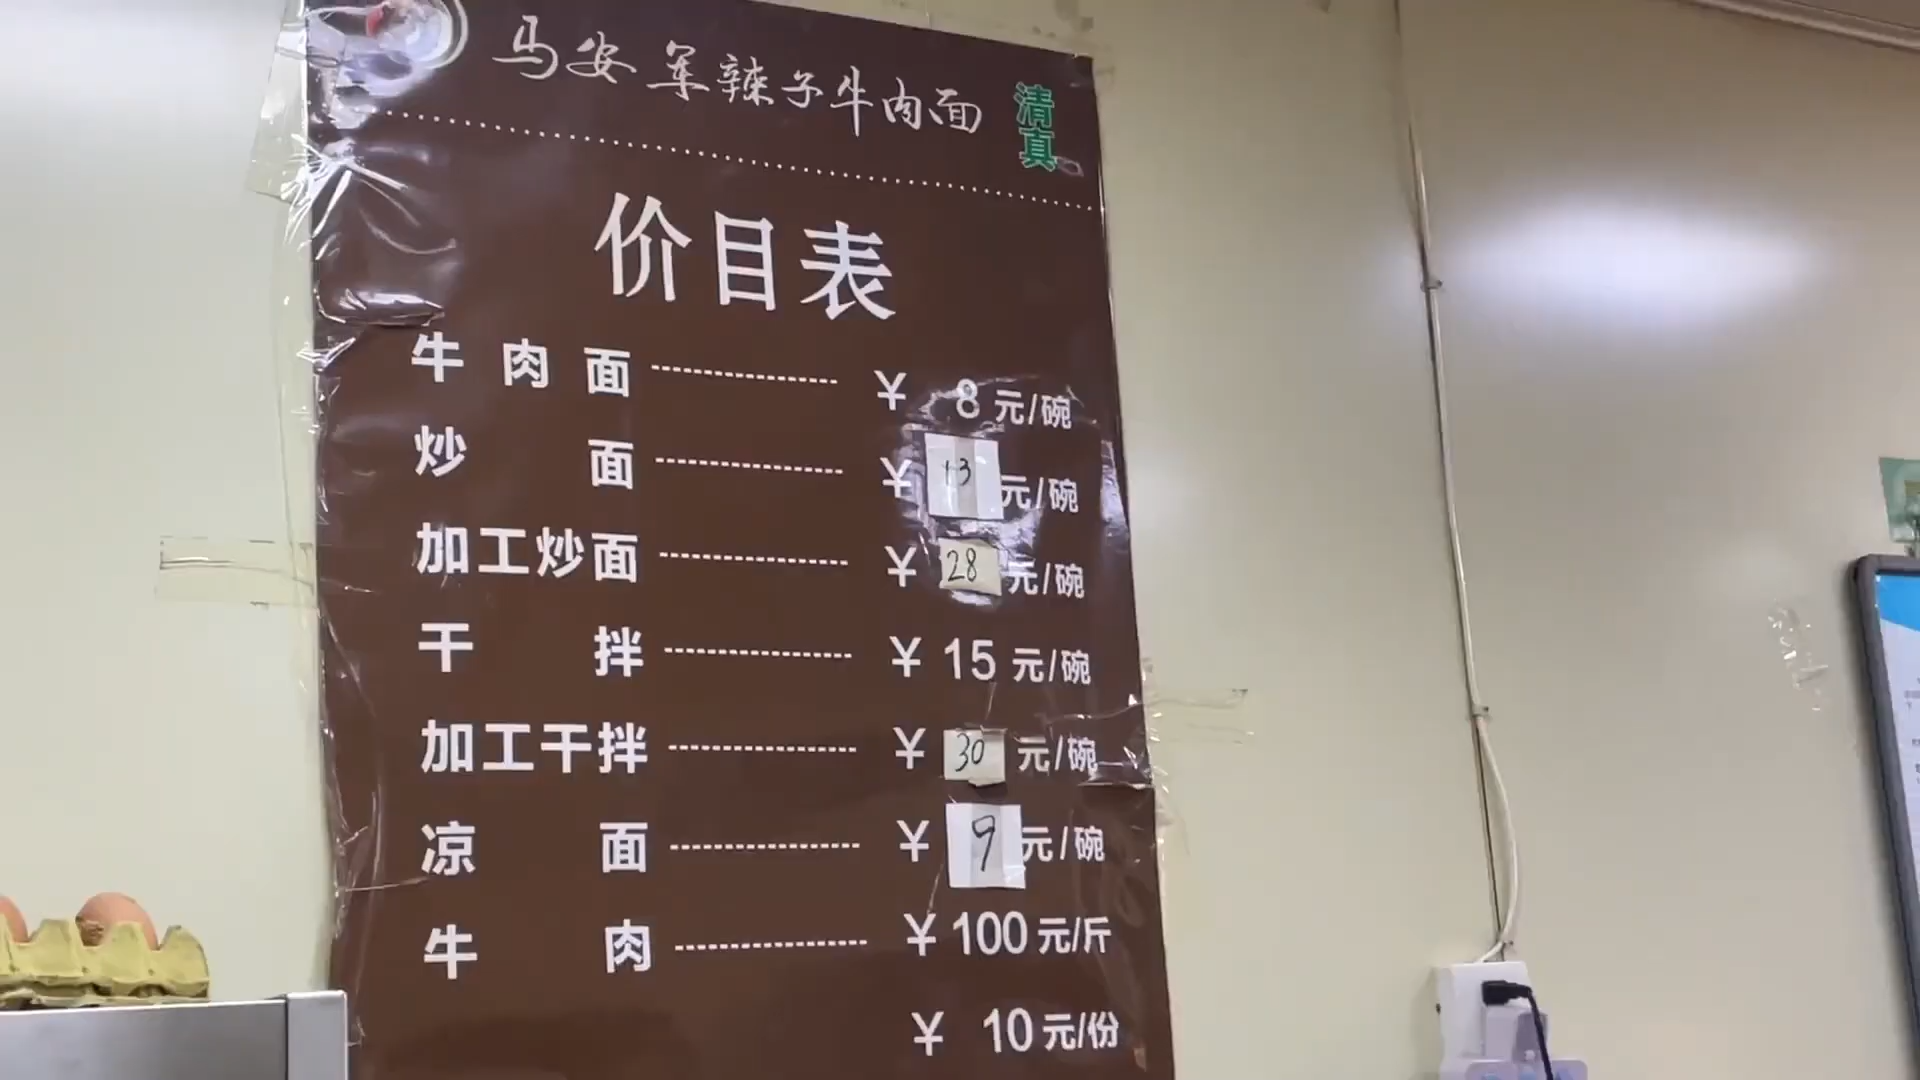 马安军辣子牛肉面 清真
价目表
牛肉面 ¥ 8元/碗
炒面 ¥ 13元/碗
加工炒面 ¥ 28元/碗
干拌 ¥ 15元/碗
加工干拌 ¥ 30元/碗
凉面 ¥ 9元/碗
牛肉 ¥ 100元/斤
¥ 10元/份